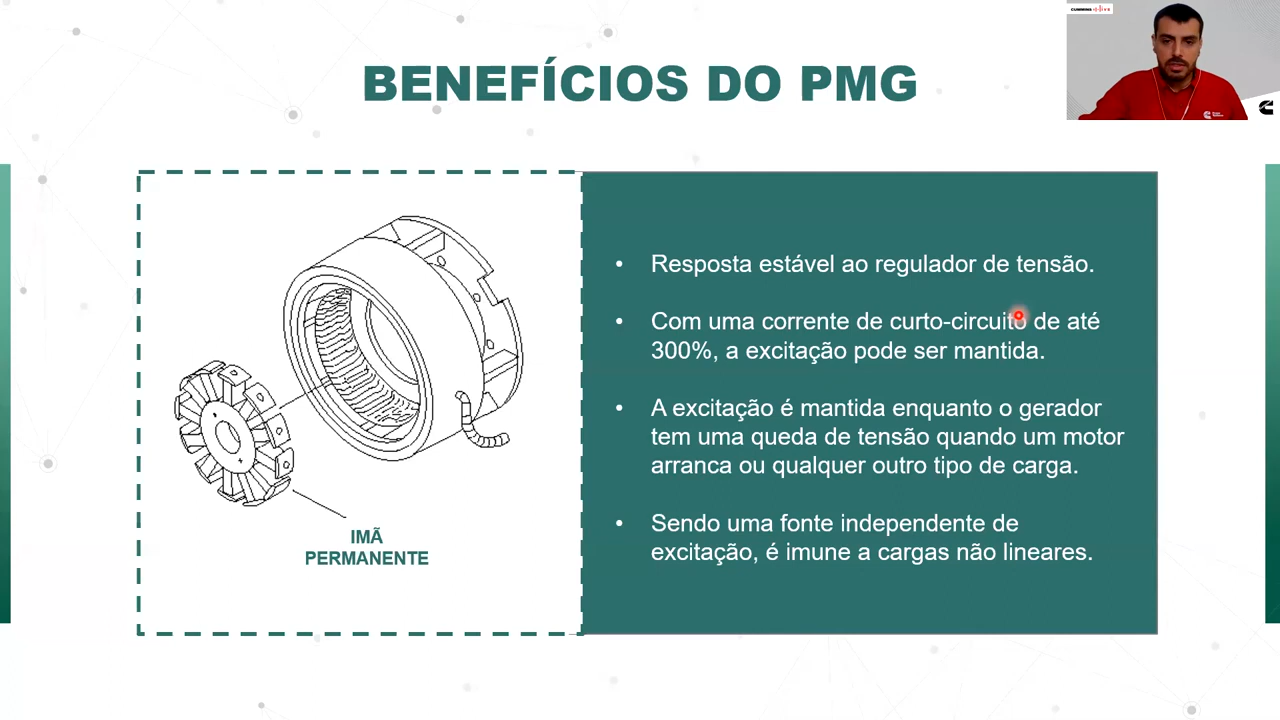 CUMMINS LIVE
BENEFÍCIOS DO PMG
• Resposta estável ao regulador de tensão.
• Com uma corrente de curto-circuito de até
300%, a excitação pode ser mantida.
• A excitação é mantida enquanto o gerador
tem uma queda de tensão quando um motor
arranca ou qualquer outro tipo de carga.
• Sendo uma fonte independente de
excitação, é imune a cargas não lineares.
IMÃ
PERMANENTE